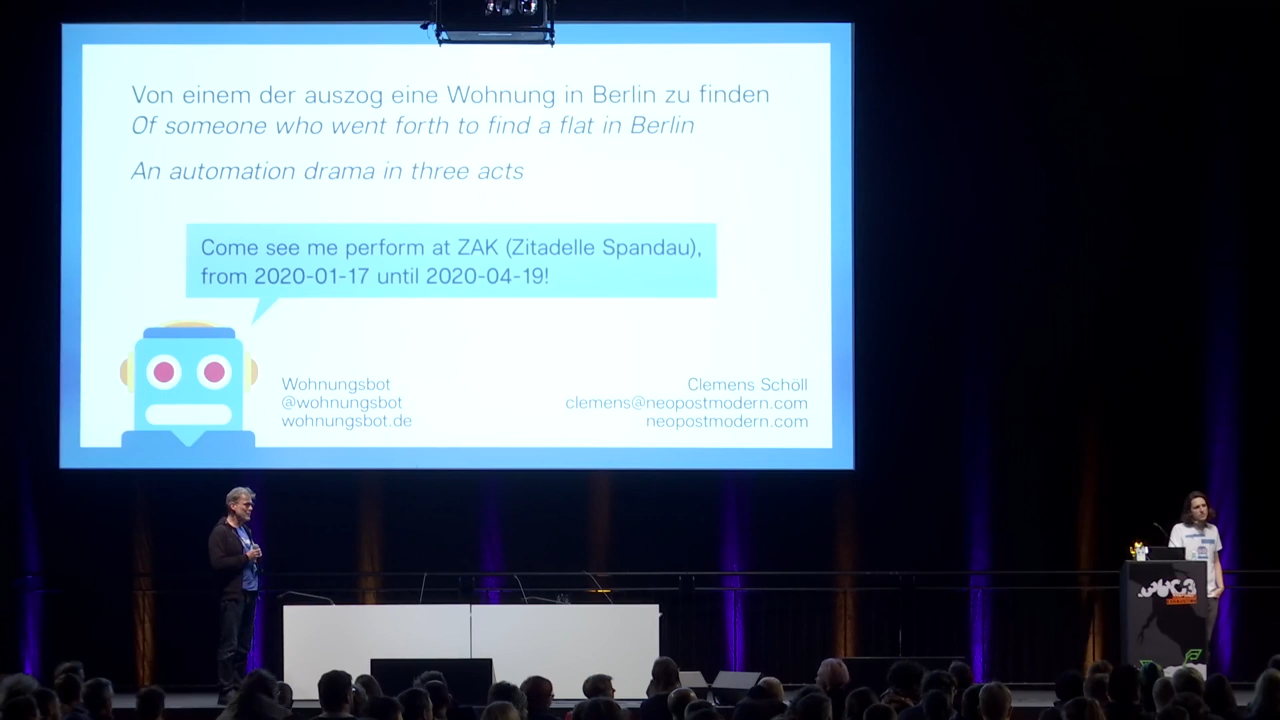 Von einem der auszog eine Wohnung in Berlin zu finden
Of someone who went forth to find a flat in Berlin
An automation drama in three acts
Come see me perform at ZAK (Zitadelle Spandau),
from 2020-01-17 until 2020-04-19!
Wohnungsbot
@wohnungsbot
wohnungsbot.de
Clemens Schöll
clemens@neopostmodern.com
neopostmodern.com